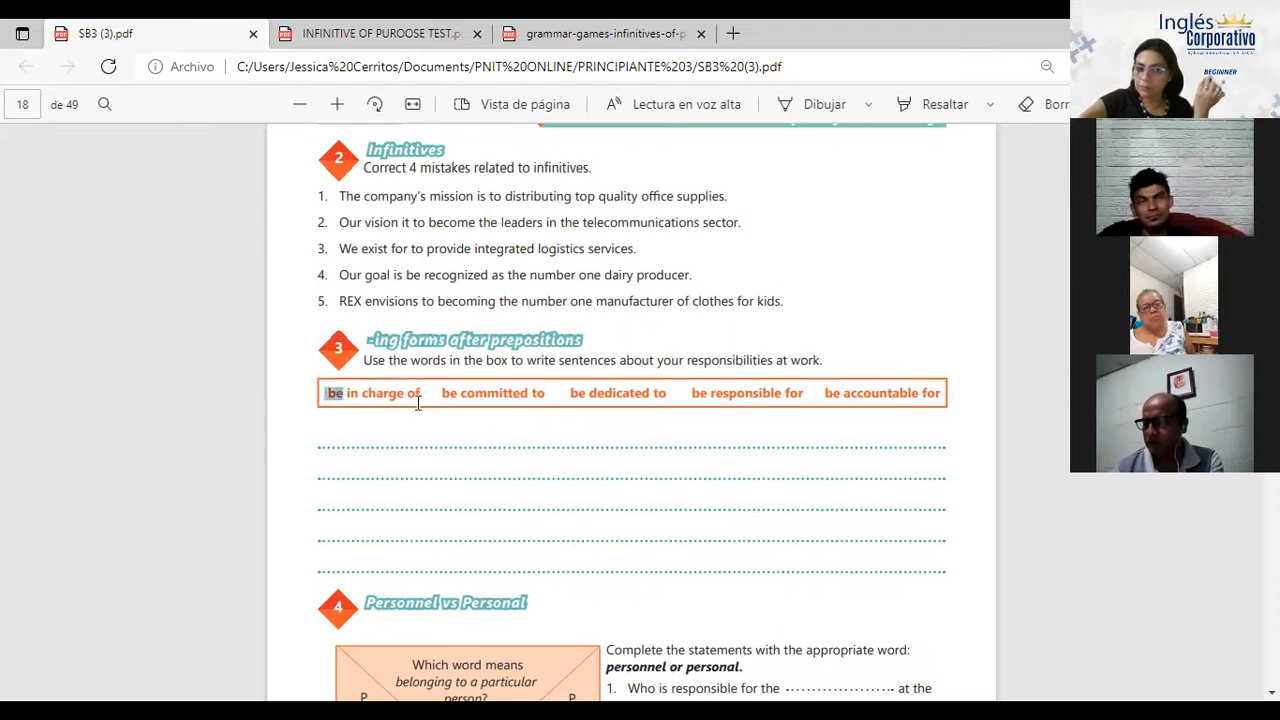 SB3 (3).pdf
INFINITIVE OF PUROOSE TEST.pc
grammar-games-infinitives-of-p
Archivo
C:/Users/Jessica%20Cerritos/Documents/PNIT%20ONLINE/PRINCIPIANTE%203/SB3%20(3).pdf
18
de 49
Vista de página
Lectura en voz alta
Dibujar
Resaltar
Borr
Inglés
Corporativo
BEGINNER
2
Infinitives
Correct 4 mistakes related to infinitives.
1. The company's mission is to distributing top quality office supplies.
2. Our vision it to become the leaders in the telecommunications sector.
3. We exist for to provide integrated logistics services.
4. Our goal is be recognized as the number one dairy producer.
5. REX envisions to becoming the number one manufacturer of clothes for kids.
3
-ing forms after prepositions
Use the words in the box to write sentences about your responsibilities at work.
be in charge of be committed to be dedicated to be responsible for be accountable for
4
Personnel vs Personal
Which word means
belonging to a particular
person?
P
P
Complete the statements with the appropriate word:
personnel or personal.
1. Who is responsible for the .................... at the